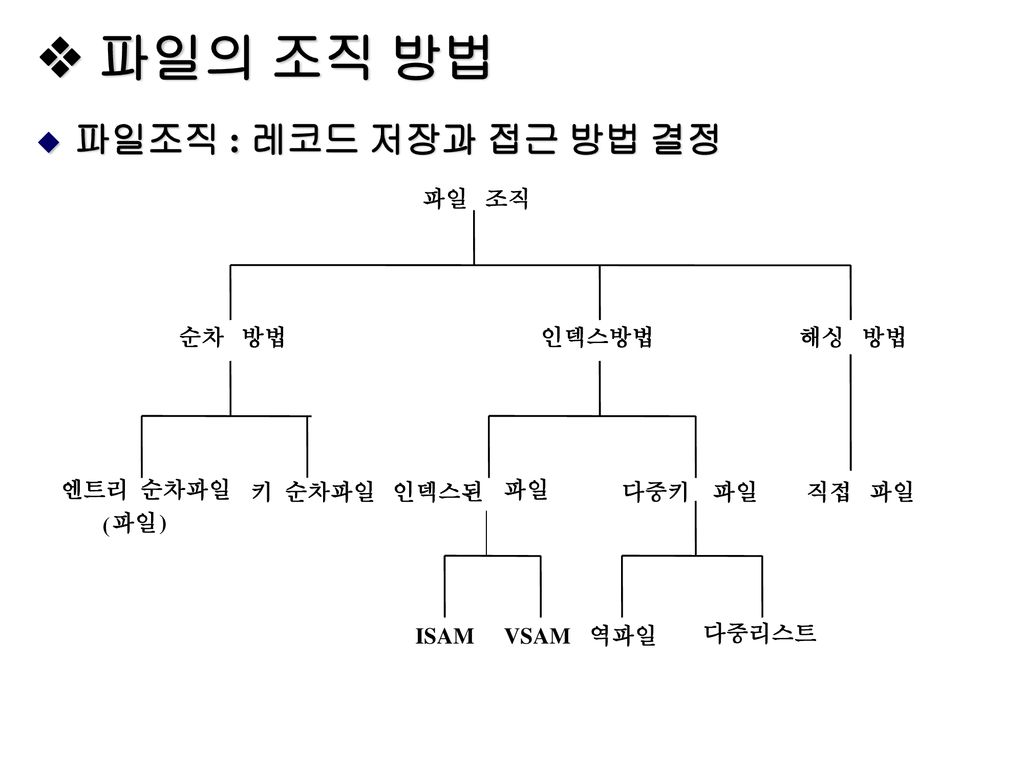 ❖ 파일의 조직 방법
◆ 파일조직 : 레코드 저장과 접근 방법 결정
파일 조직
순차 방법 인덱스방법 해싱 방법
엔트리 순차파일 키 순차파일 인덱스된 파일 다중키 파일 직접 파일
(파일)
ISAM VSAM 역파일 다중리스트